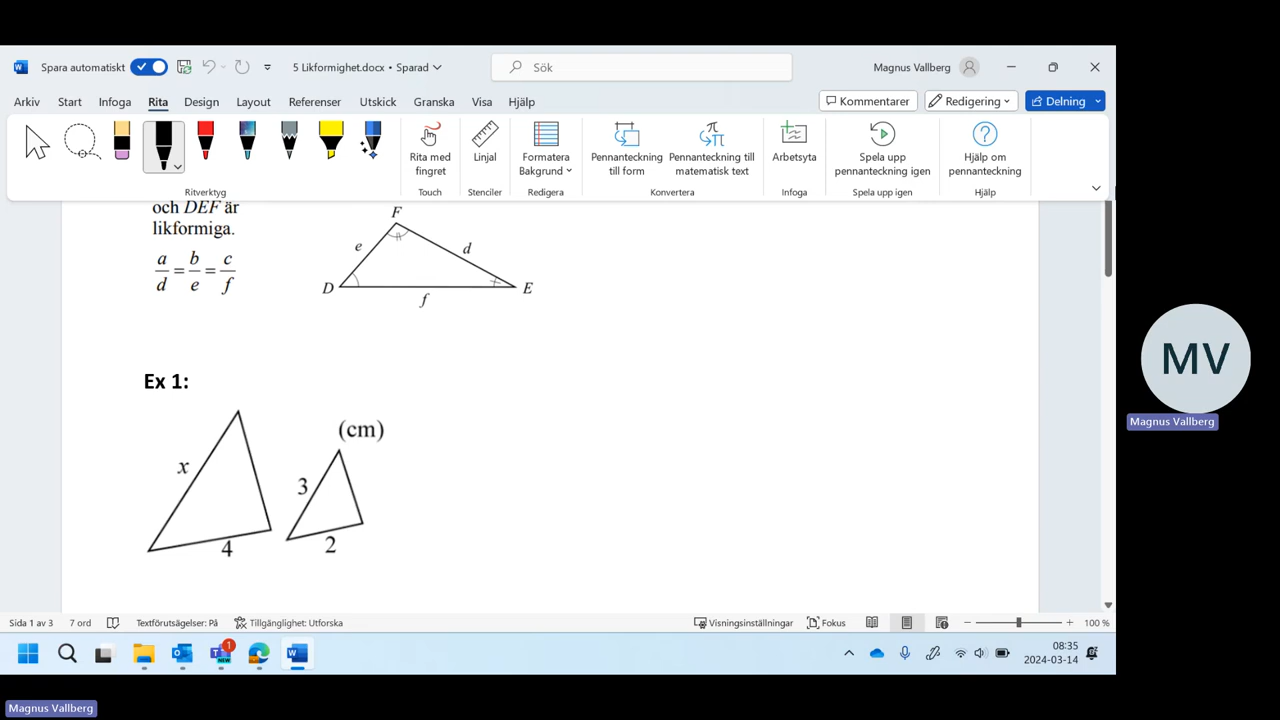 Spara automatiskt 5 Likformighet.docx • Sparad Sök Magnus Vallberg
Arkiv Start Infoga Rita Design Layout Referenser Utskick Granska Visa Hjälp Kommentarer Redigering Delning
Rita med fingret
Linjal
Formatera Bakgrund
Pennanteckning till form
Pennanteckning till matematisk text
Arbetsyta
Spela upp pennanteckning igen
Hjälp om pennanteckning
Ritverktyg Touch Stenciler Redigera Konvertera Infoga Spela upp igen Hjälp
och DEF är
likformiga.
a/d = b/e = c/f
F
e d
D E
f
Ex 1:
(cm)
x 3
4 2
MV
Magnus Vallberg
Sida 1 av 3 7 ord Textförutsägelser: På Tillgänglighet: Utforska Visningsinställningar Fokus 100 %
1
NEW
08:35
2024-03-14
Magnus Vallberg